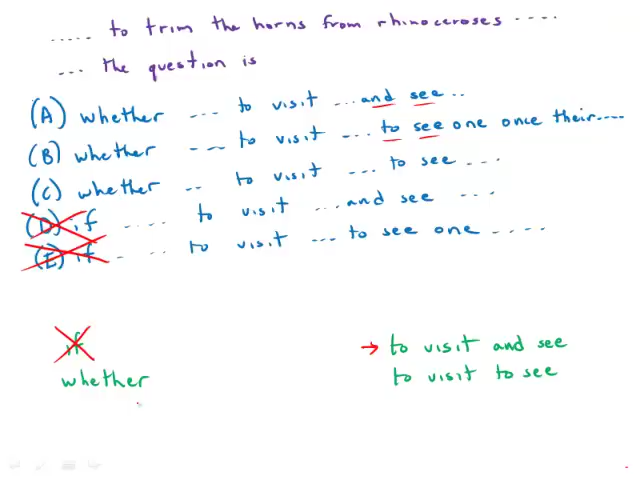 ..... to trim the horns from rhinoceroses ....
... the question is
(A) whether ... to visit ... and see ..
(B) whether ... to visit ... to see one once their....
(C) whether .. to visit ... to see ...
(D) if .... to visit ... and see ...
(E) if .... to visit ... to see one .....
if
whether
→ to visit and see
to visit to see